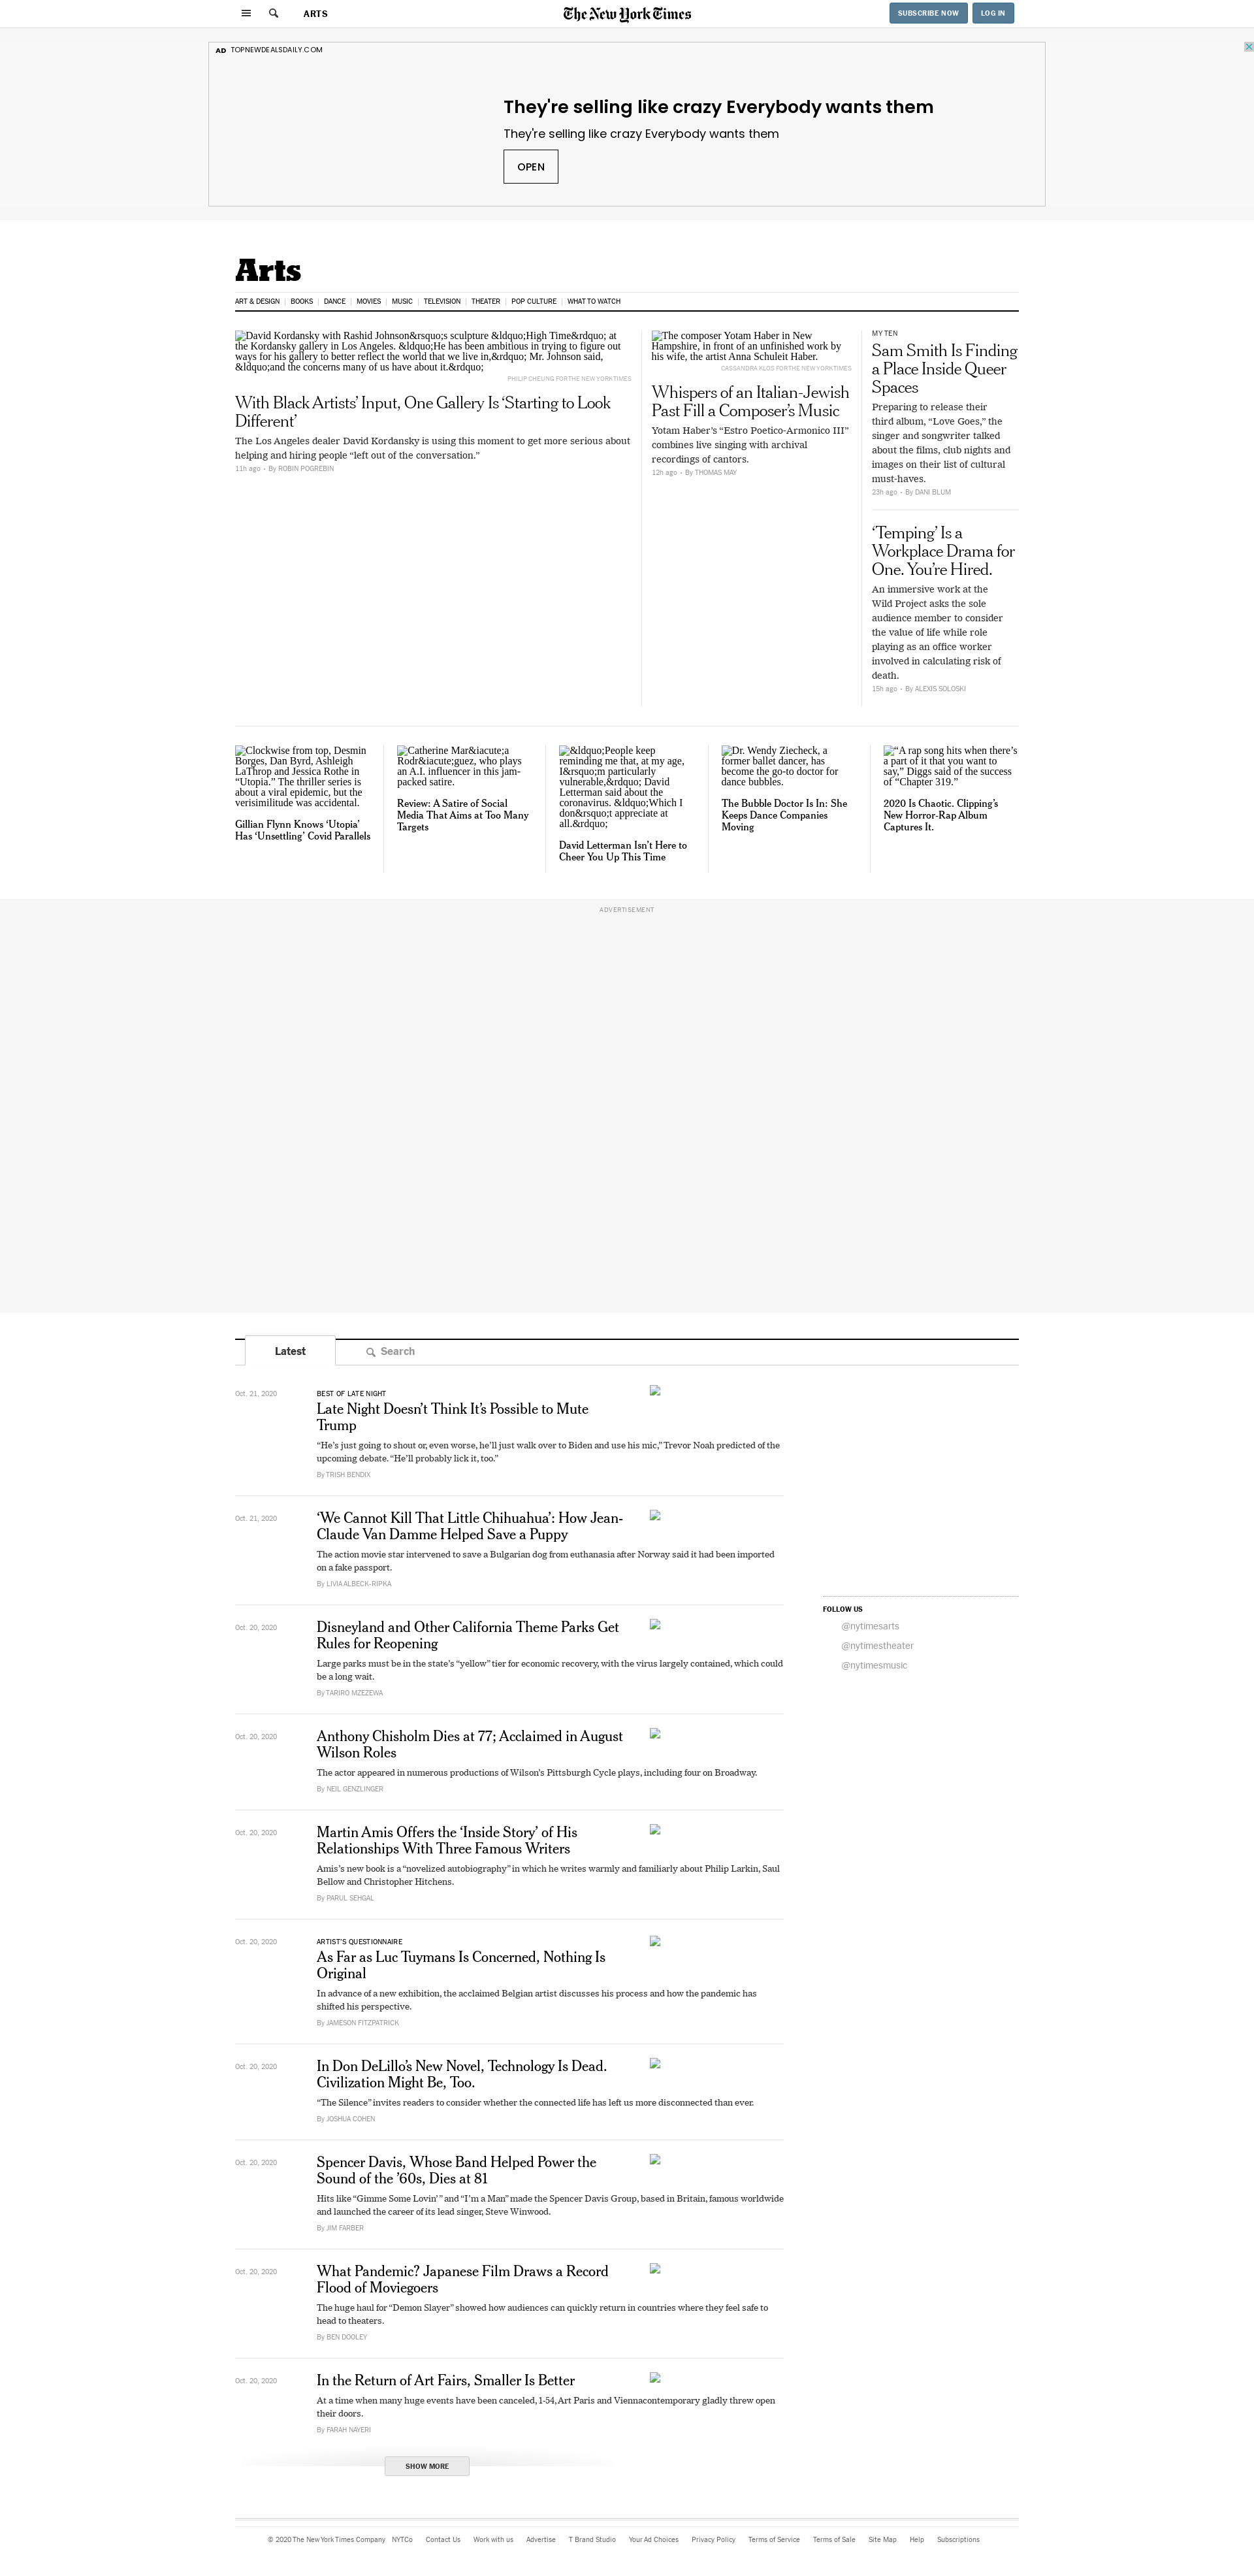 ARTS
The New York Times
SUBSCRIBE NOW
LOG IN
AD TOPNEWDEALSDAILY.COM
They're selling like crazy Everybody wants them
They're selling like crazy Everybody wants them
OPEN
Arts
ART & DESIGN
BOOKS
DANCE
MOVIES
MUSIC
TELEVISION
THEATER
POP CULTURE
WHAT TO WATCH
David Kordansky with Rashid Johnson&rsquo;s sculpture &ldquo;High Time&rdquo; at
the Kordansky gallery in Los Angeles. &ldquo;He has been ambitious in trying to figure out
ways for his gallery to better reflect the world that we live in,&rdquo; Mr. Johnson said,
&ldquo;and the concerns many of us have about it.&rdquo;
PHILIP CHEUNG FOR THE NEW YORK TIMES
With Black Artists’ Input, One Gallery Is ‘Starting to Look
Different’
The Los Angeles dealer David Kordansky is using this moment to get more serious about
helping and hiring people “left out of the conversation.”
11h ago • By ROBIN POGREBIN
The composer Yotam Haber in New
Hampshire, in front of an unfinished work by
his wife, the artist Anna Schuleit Haber.
CASSANDRA KLOS FOR THE NEW YORK TIMES
Whispers of an Italian-Jewish
Past Fill a Composer’s Music
Yotam Haber’s “Estro Poetico-Armonico III”
combines live singing with archival
recordings of cantors.
12h ago • By THOMAS MAY
MY TEN
Sam Smith Is Finding
a Place Inside Queer
Spaces
Preparing to release their
third album, “Love Goes,” the
singer and songwriter talked
about the films, club nights and
images on their list of cultural
must-haves.
23h ago • By DANI BLUM
‘Temping’ Is a
Workplace Drama for
One. You’re Hired.
An immersive work at the
Wild Project asks the sole
audience member to consider
the value of life while role
playing as an office worker
involved in calculating risk of
death.
15h ago • By ALEXIS SOLOSKI
Clockwise from top, Desmin
Borges, Dan Byrd, Ashleigh
LaThrop and Jessica Rothe in
“Utopia.” The thriller series is
about a viral epidemic, but the
verisimilitude was accidental.
Gillian Flynn Knows ‘Utopia’
Has ‘Unsettling’ Covid Parallels
Catherine Mar&iacute;a
Rodr&iacute;guez, who plays
an A.I. influencer in this jam-
packed satire.
Review: A Satire of Social
Media That Aims at Too Many
Targets
&ldquo;People keep
reminding me that, at my age,
I&rsquo;m particularly
vulnerable,&rdquo; David
Letterman said about the
coronavirus. &ldquo;Which I
don&rsquo;t appreciate at
all.&rdquo;
David Letterman Isn’t Here to
Cheer You Up This Time
Dr. Wendy Ziecheck, a
former ballet dancer, has
become the go-to doctor for
dance bubbles.
The Bubble Doctor Is In: She
Keeps Dance Companies
Moving
“A rap song hits when there’s
a part of it that you want to
say,” Diggs said of the success
of “Chapter 319.”
2020 Is Chaotic. Clipping’s
New Horror-Rap Album
Captures It.
ADVERTISEMENT
Latest
Search
Oct. 21, 2020
BEST OF LATE NIGHT
Late Night Doesn’t Think It’s Possible to Mute
Trump
“He’s just going to shout or, even worse, he’ll just walk over to Biden and use his mic,” Trevor Noah predicted of the
upcoming debate. “He’ll probably lick it, too.”
By TRISH BENDIX
Oct. 21, 2020
‘We Cannot Kill That Little Chihuahua’: How Jean-
Claude Van Damme Helped Save a Puppy
The action movie star intervened to save a Bulgarian dog from euthanasia after Norway said it had been imported
on a fake passport.
By LIVIA ALBECK-RIPKA
Oct. 20, 2020
Disneyland and Other California Theme Parks Get
Rules for Reopening
Large parks must be in the state’s “yellow” tier for economic recovery, with the virus largely contained, which could
be a long wait.
By TARIRO MZEZEWA
Oct. 20, 2020
Anthony Chisholm Dies at 77; Acclaimed in August
Wilson Roles
The actor appeared in numerous productions of Wilson’s Pittsburgh Cycle plays, including four on Broadway.
By NEIL GENZLINGER
Oct. 20, 2020
Martin Amis Offers the ‘Inside Story’ of His
Relationships With Three Famous Writers
Amis’s new book is a “novelized autobiography” in which he writes warmly and familiarly about Philip Larkin, Saul
Bellow and Christopher Hitchens.
By PARUL SEHGAL
Oct. 20, 2020
ARTIST’S QUESTIONNAIRE
As Far as Luc Tuymans Is Concerned, Nothing Is
Original
In advance of a new exhibition, the acclaimed Belgian artist discusses his process and how the pandemic has
shifted his perspective.
By JAMESON FITZPATRICK
Oct. 20, 2020
In Don DeLillo’s New Novel, Technology Is Dead.
Civilization Might Be, Too.
“The Silence” invites readers to consider whether the connected life has left us more disconnected than ever.
By JOSHUA COHEN
Oct. 20, 2020
Spencer Davis, Whose Band Helped Power the
Sound of the ’60s, Dies at 81
Hits like “Gimme Some Lovin’ ” and “I’m a Man” made the Spencer Davis Group, based in Britain, famous worldwide
and launched the career of its lead singer, Steve Winwood.
By JIM FARBER
Oct. 20, 2020
What Pandemic? Japanese Film Draws a Record
Flood of Moviegoers
The huge haul for “Demon Slayer” showed how audiences can quickly return in countries where they feel safe to
head to theaters.
By BEN DOOLEY
Oct. 20, 2020
In the Return of Art Fairs, Smaller Is Better
At a time when many huge events have been canceled, 1-54, Art Paris and Viennacontemporary gladly threw open
their doors.
By FARAH NAYERI
SHOW MORE
FOLLOW US
@nytimesarts
@nytimestheater
@nytimesmusic
© 2020 The New York Times Company
NYTCo
Contact Us
Work with us
Advertise
T Brand Studio
Your Ad Choices
Privacy Policy
Terms of Service
Terms of Sale
Site Map
Help
Subscriptions